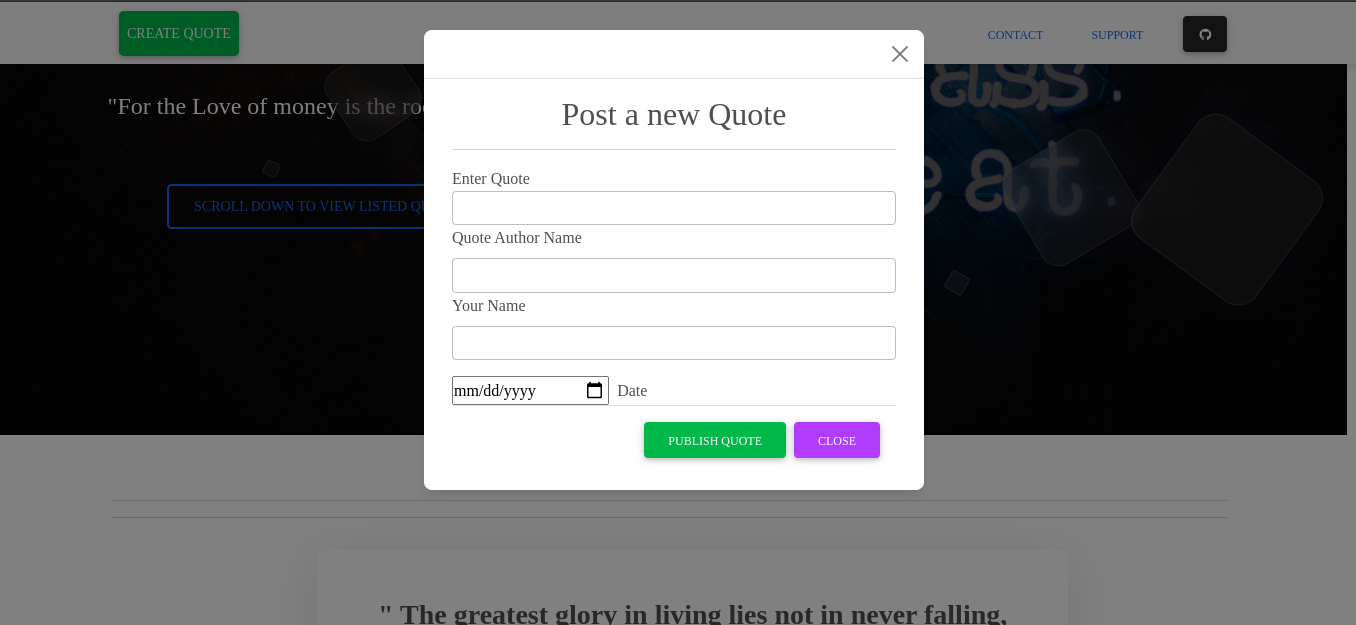 CREATE QUOTE
CONTACT
SUPPORT
"For the Love of money is the
SCROLL DOWN TO VIEW LISTED
Post a new Quote
Enter Quote
Quote Author Name
Your Name
mm/dd/yyyy
Date
PUBLISH QUOTE
CLOSE
" The greatest glory in living lies not in never falling,